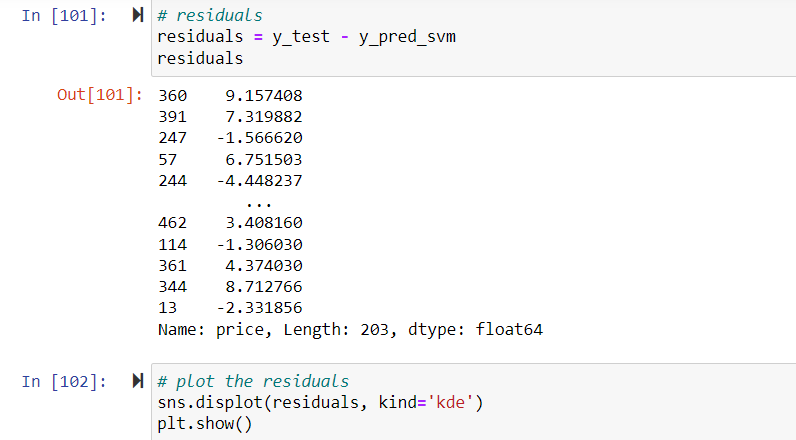 In [101]: # residuals
residuals = y_test - y_pred_svm
residuals
Out[101]: 360    9.157408
391    7.319882
247   -1.566620
57     6.751503
244   -4.448237
...
462    3.408160
114   -1.306030
361    4.374030
344    8.712766
13    -2.331856
Name: price, Length: 203, dtype: float64
In [102]: # plot the residuals
sns.displot(residuals, kind='kde')
plt.show()